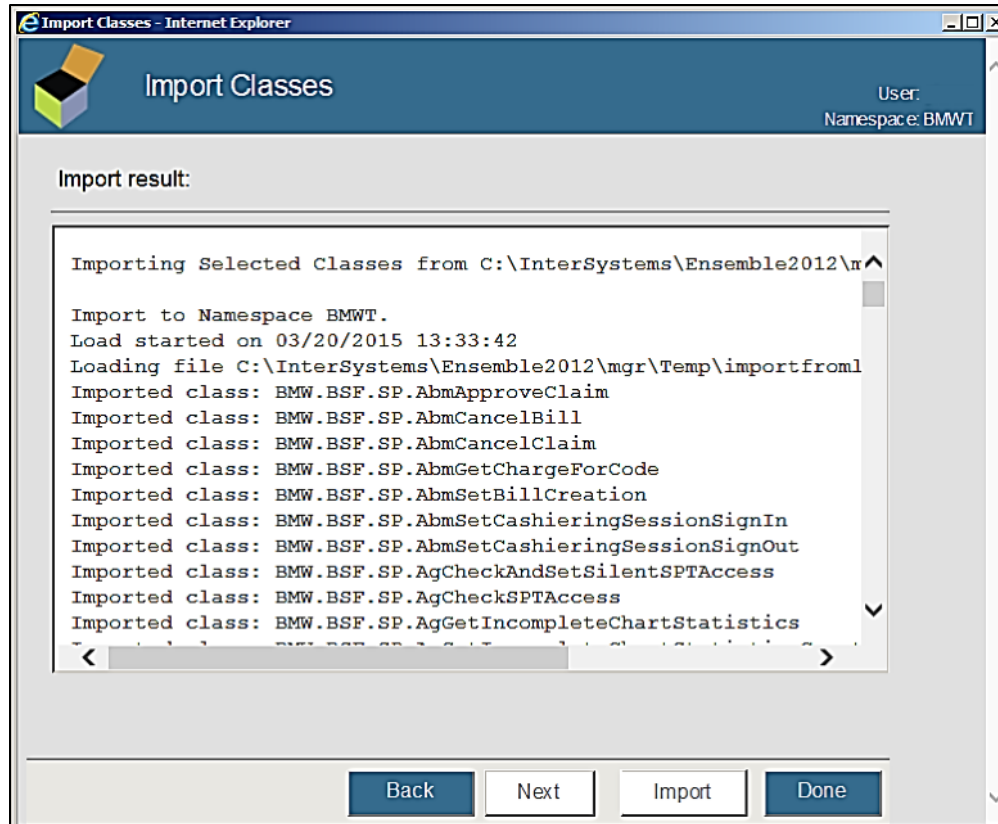 Import Classes - Internet Explorer
Import Classes
User:
Namespace: BMWT
Import result:
Importing Selected Classes from C:\InterSystems\Ensemble2012\m
Import to Namespace BMWT.
Load started on 03/20/2015 13:33:42
Loading file C:\InterSystems\Ensemble2012\mgr\Temp\importfroml
Imported class: BMW.BSF.SP.AbmApproveClaim
Imported class: BMW.BSF.SP.AbmCancelBill
Imported class: BMW.BSF.SP.AbmCancelClaim
Imported class: BMW.BSF.SP.AbmGetChargeForCode
Imported class: BMW.BSF.SP.AbmSetBillCreation
Imported class: BMW.BSF.SP.AbmSetCashieringSessionSignIn
Imported class: BMW.BSF.SP.AbmSetCashieringSessionSignOut
Imported class: BMW.BSF.SP.AgCheckAndSetSilentSPTAccess
Imported class: BMW.BSF.SP.AgCheckSPTAccess
Imported class: BMW.BSF.SP.AgGetIncompleteChartStatistics
Back Next Import Done